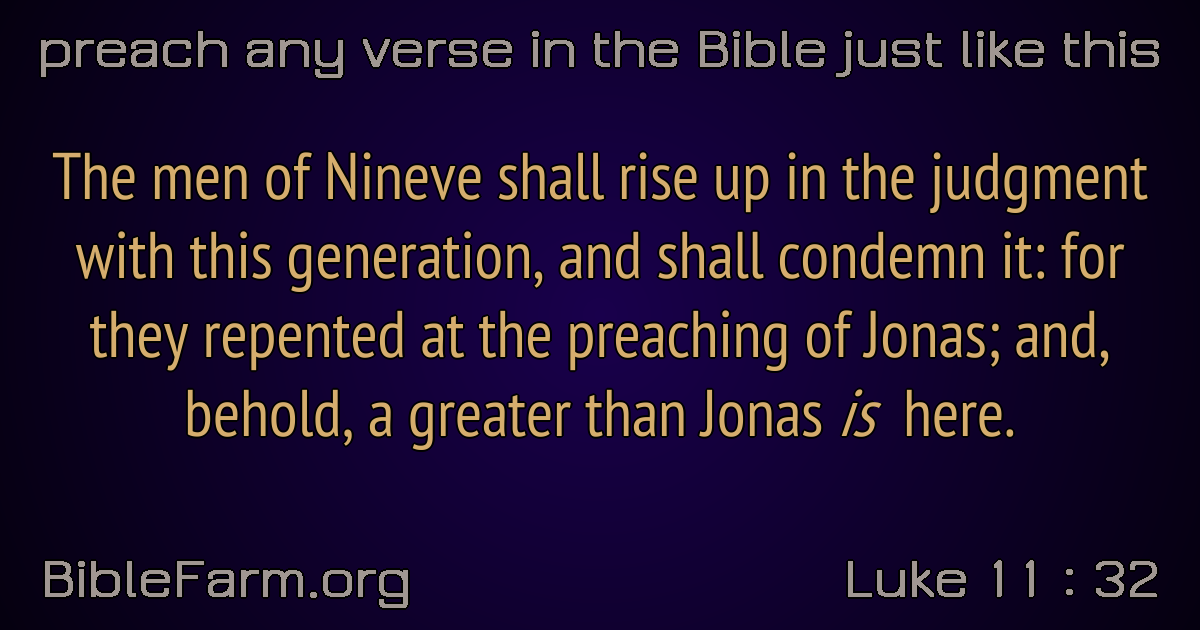 preach any verse in the Bible just like this
The men of Nineve shall rise up in the judgment
with this generation, and shall condemn it: for
they repented at the preaching of Jonas; and,
behold, a greater than Jonas is here.
BibleFarm.org
Luke 11 : 32